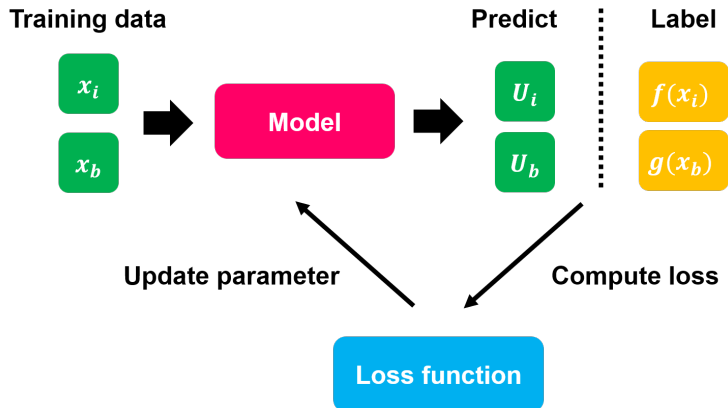 Training data
Predict
Label
x_i
U_i
f(x_i)
Model
x_b
U_b
g(x_b)
Update parameter
Compute loss
Loss function